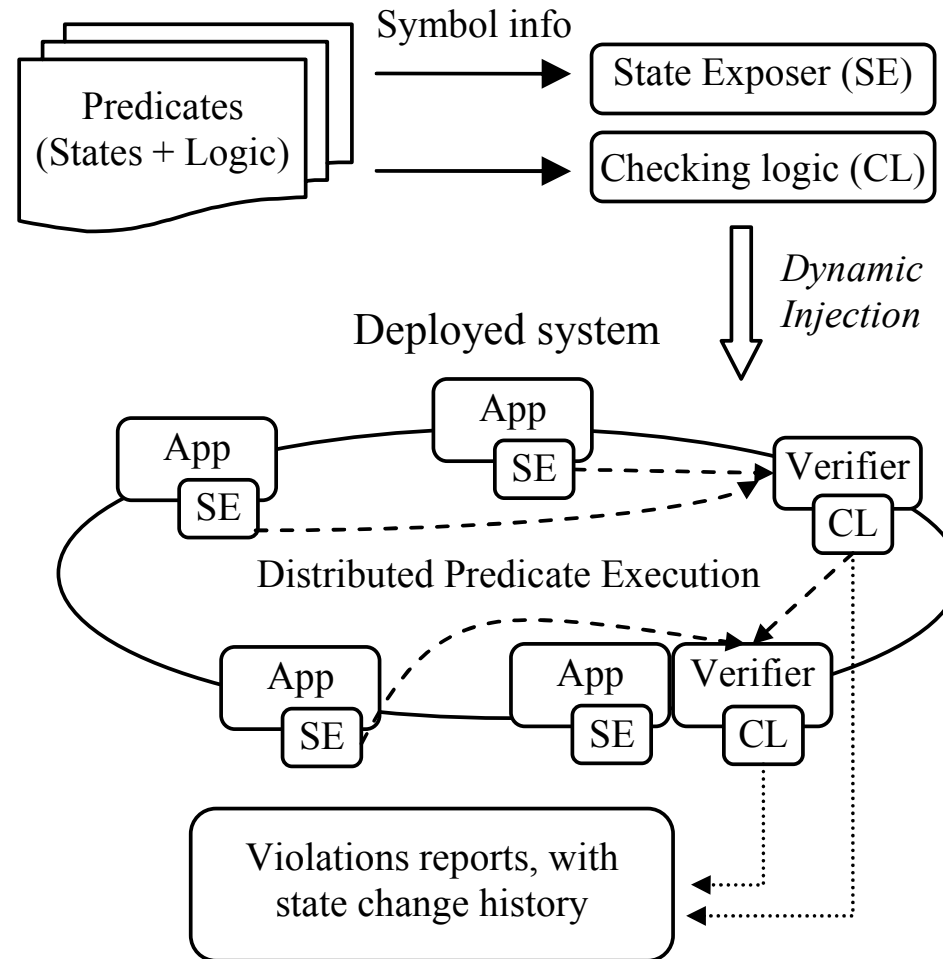 Symbol info
Predicates
(States + Logic)
State Exposer (SE)
Checking logic (CL)
Dynamic
Injection
Deployed system
App
SE
App
SE
Verifier
CL
Distributed Predicate Execution
App
SE
App
SE
Verifier
CL
Violations reports, with
state change history